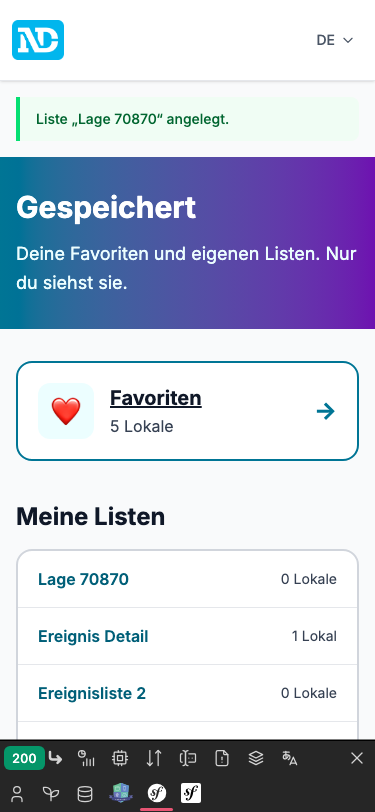 ND
DE
Liste „Lage 70870“ angelegt.
Gespeichert
Deine Favoriten und eigenen Listen. Nur
du siehst sie.
Favoriten
5 Lokale
Meine Listen
Lage 70870
0 Lokale
Ereignis Detail
1 Lokal
Ereignisliste 2
0 Lokale
200